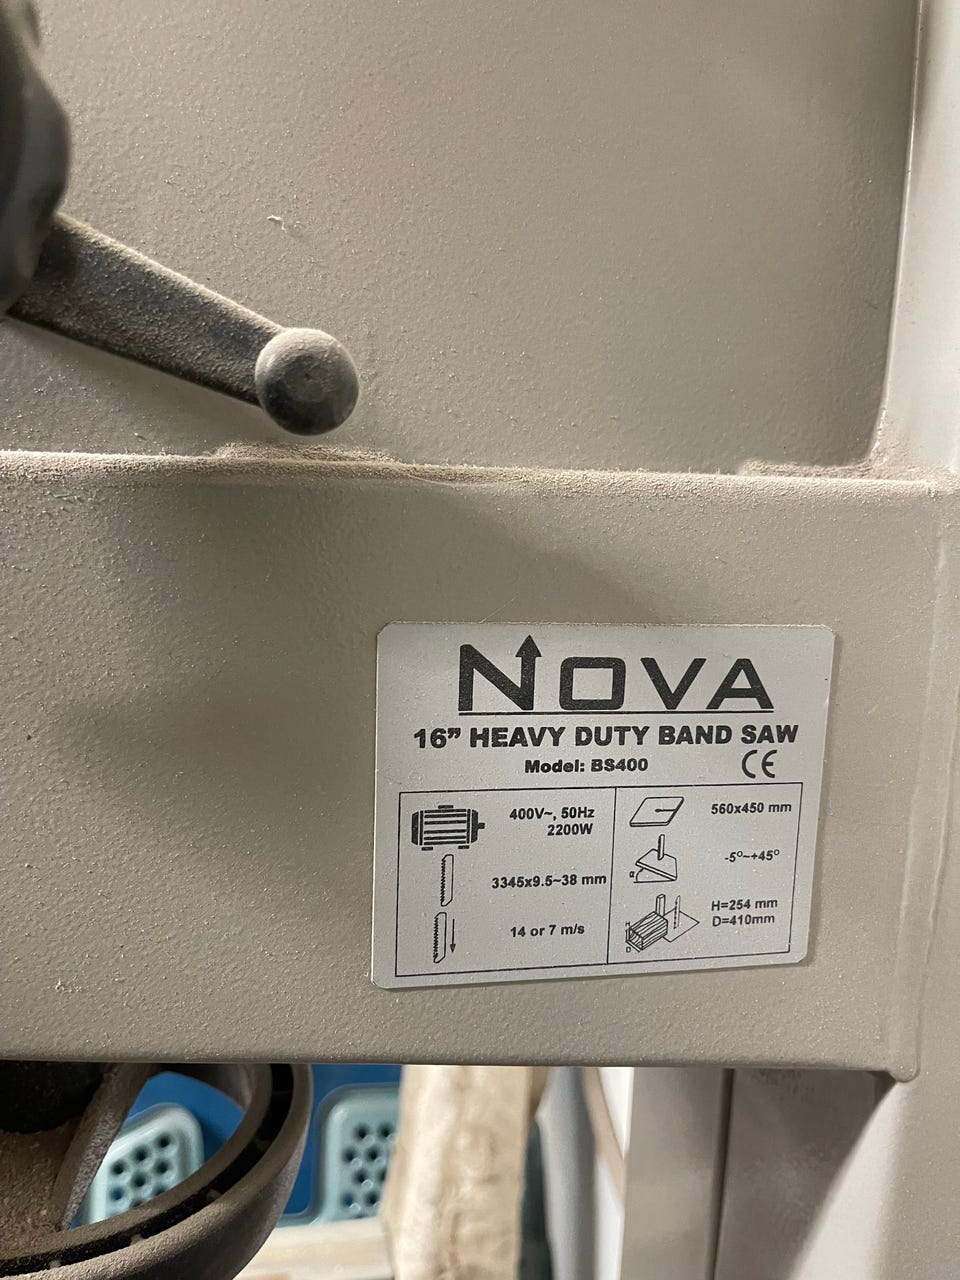 NOVA
16” HEAVY DUTY BAND SAW
Model: BS400
CE
400V~, 50Hz
2200W
3345x9.5~38 mm
14 or 7 m/s
560x450 mm
-5°~+45°
α
H=254 mm
D=410mm
H
D